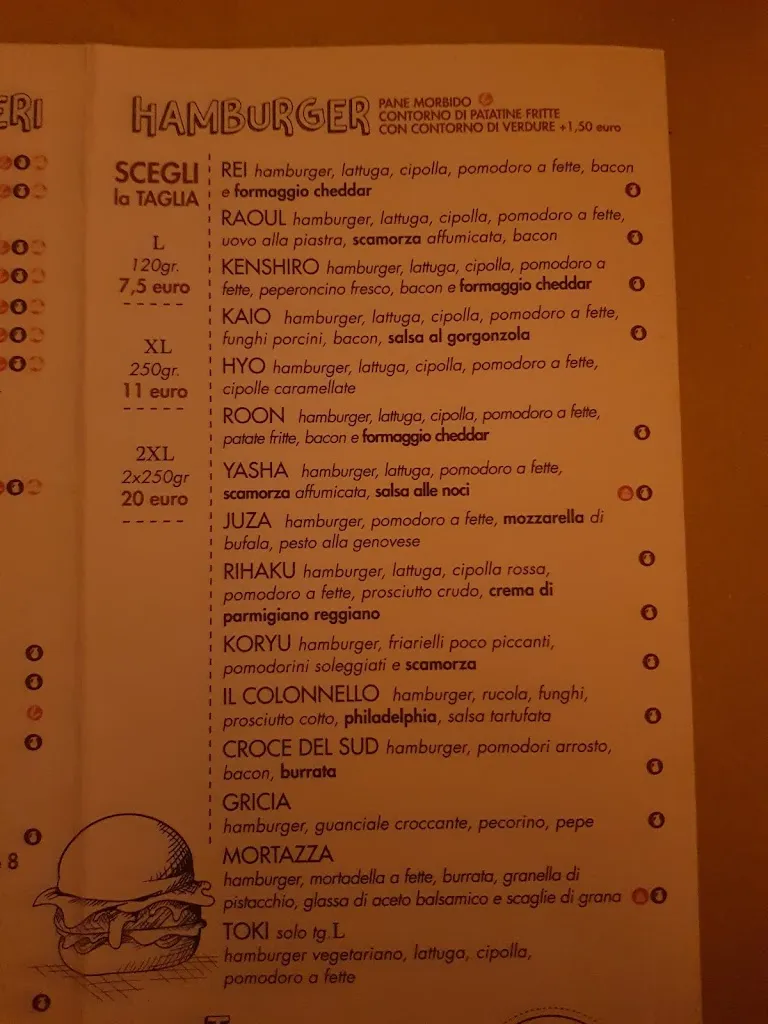 ERI
HAMBURGER
PANE MORBIDO
CONTORNO DI PATATINE FRITTE
CON CONTORNO DI VERDURE +1,50 euro
SCEGLI
la TAGLIA
L
120gr.
7,5 euro
XL
250gr.
11 euro
2XL
2x250gr
20 euro
REI hamburger, lattuga, cipolla, pomodoro a fette, bacon
e formaggio cheddar
RAOUL hamburger, lattuga, cipolla, pomodoro a fette,
uovo alla piastra, scamorza affumicata, bacon
KENSHIRO hamburger, lattuga, cipolla, pomodoro a
fette, peperoncino fresco, bacon e formaggio cheddar
KAIO hamburger, lattuga, cipolla, pomodoro a fette,
funghi porcini, bacon, salsa al gorgonzola
HYO hamburger, lattuga, cipolla, pomodoro a fette,
cipolle caramellate
ROON hamburger, lattuga, cipolla, pomodoro a fette,
patate fritte, bacon e formaggio cheddar
YASHA hamburger, lattuga, pomodoro a fette,
scamorza affumicata, salsa alle noci
JUZA hamburger, pomodoro a fette, mozzarella di
bufala, pesto alla genovese
RIHAKU hamburger, lattuga, cipolla rossa,
pomodoro a fette, prosciutto crudo, crema di
parmigiano reggiano
KORYU hamburger, friarielli poco piccanti,
pomodorini soleggiati e scamorza
IL COLONNELLO hamburger, rucola, funghi,
prosciutto cotto, philadelphia, salsa tartufata
CROCE DEL SUD hamburger, pomodori arrosto,
bacon, burrata
GRICIA
hamburger, guanciale croccante, pecorino, pepe
MORTAZZA
hamburger, mortadella a fette, burrata, granella di
pistacchio, glassa di aceto balsamico e scaglie di grana
TOKI solo tg.L
hamburger vegetariano, lattuga, cipolla,
pomodoro a fette
8